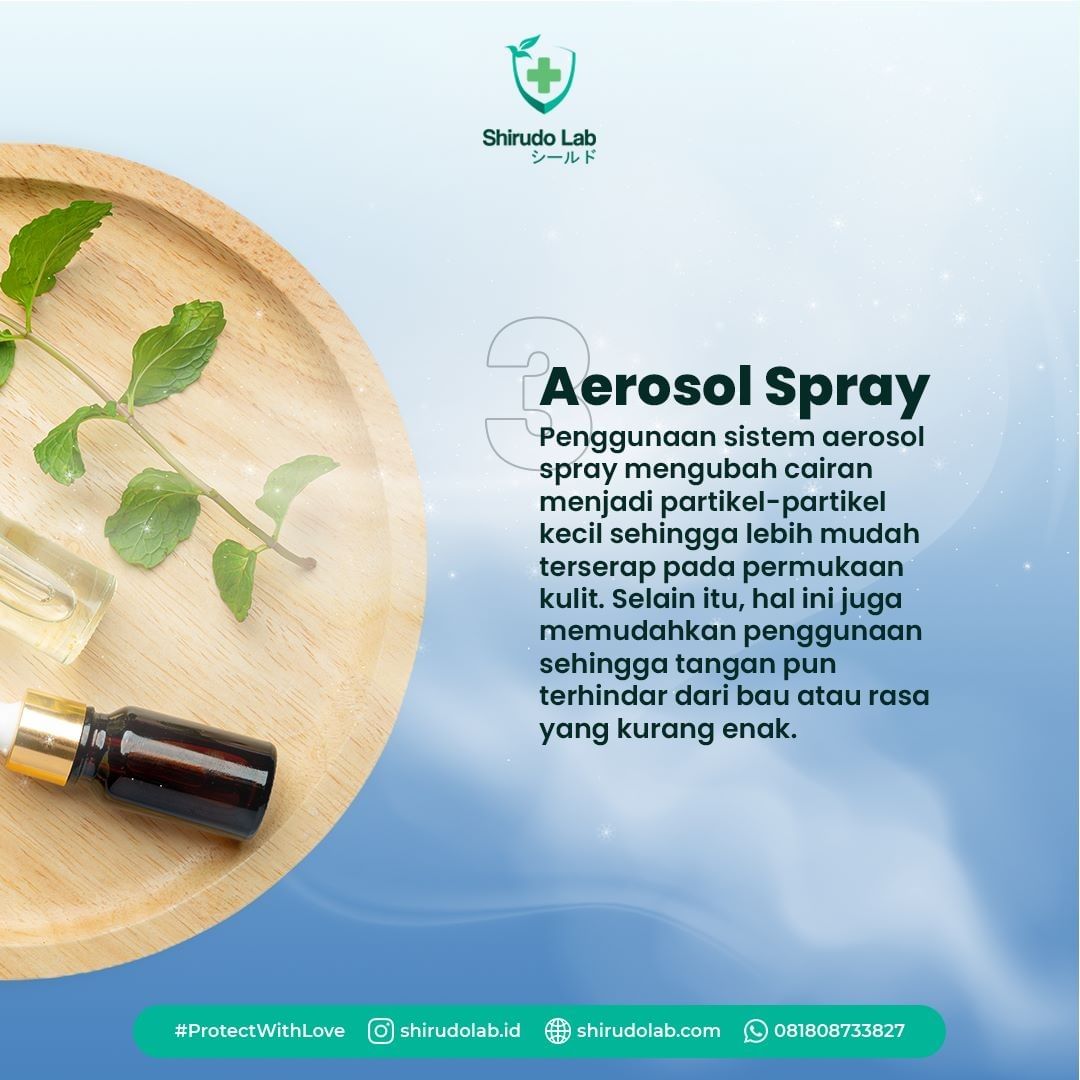 Shirudo Lab
シールド
3
Aerosol Spray
Penggunaan sistem aerosol
spray mengubah cairan
menjadi partikel-partikel
kecil sehingga lebih mudah
terserap pada permukaan
kulit. Selain itu, hal ini juga
memudahkan penggunaan
sehingga tangan pun
terhindar dari bau atau rasa
yang kurang enak.
#ProtectWithLove shirudolab.id shirudolab.com 081808733827